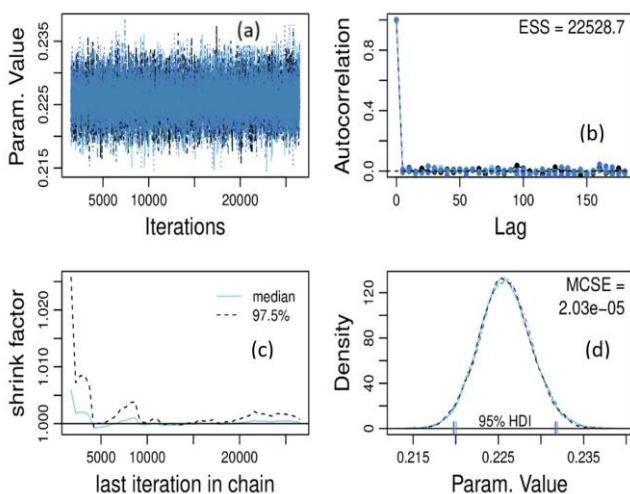 (a)
Param. Value
0.215
0.225
0.235
5000 10000 20000
Iterations
ESS = 22528.7
(b)
Autocorrelation
0.0
0.4
0.8
0 50 100 150
Lag
median
97.5%
(c)
shrink factor
1.000
1.010
1.020
5000 10000 20000
last iteration in chain
MCSE =
2.03e−05
(d)
Density
0
40
80
120
95% HDI
0.215 0.225 0.235
Param. Value